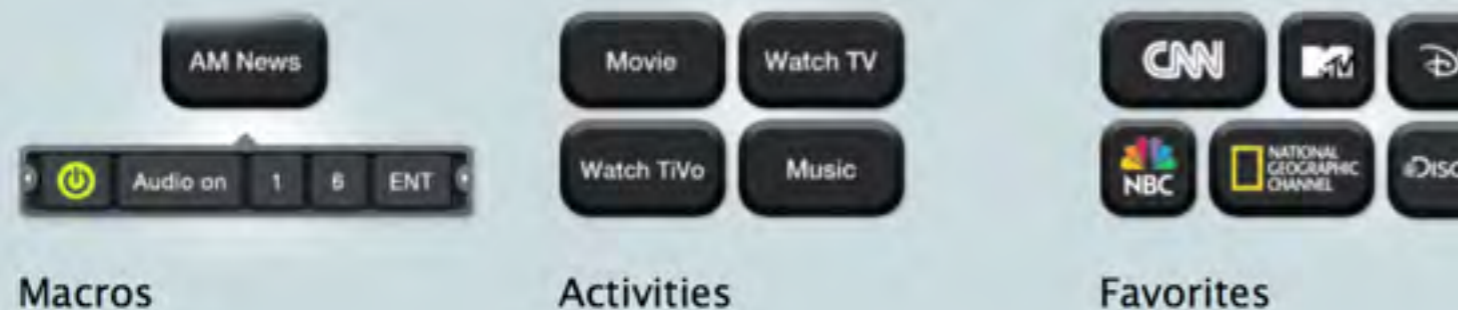 AM News
Audio on 1 6 ENT
Macros
Movie Watch TV
Watch TiVo Music
Activities
CNN MTV
NBC NATIONAL
GEOGRAPHIC
CHANNEL
Favorites